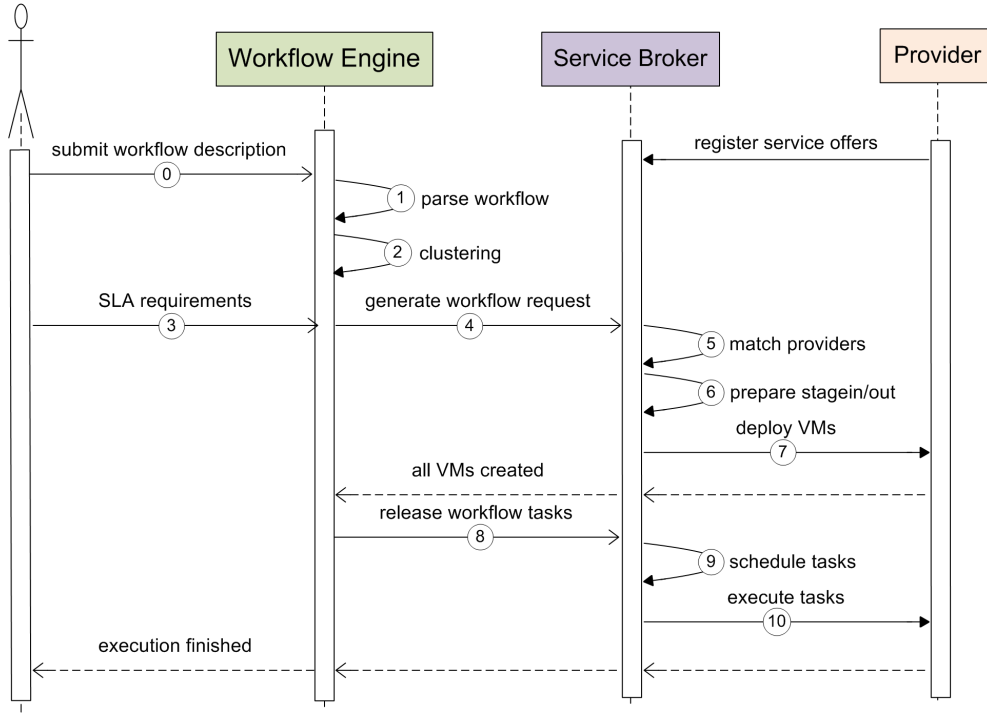 Workflow Engine
Service Broker
Provider
submit workflow description
0
register service offers
1 parse workflow
2 clustering
SLA requirements
3
generate workflow request
4
5 match providers
6 prepare stagein/out
deploy VMs
7
all VMs created
release workflow tasks
8
9 schedule tasks
execute tasks
10
execution finished